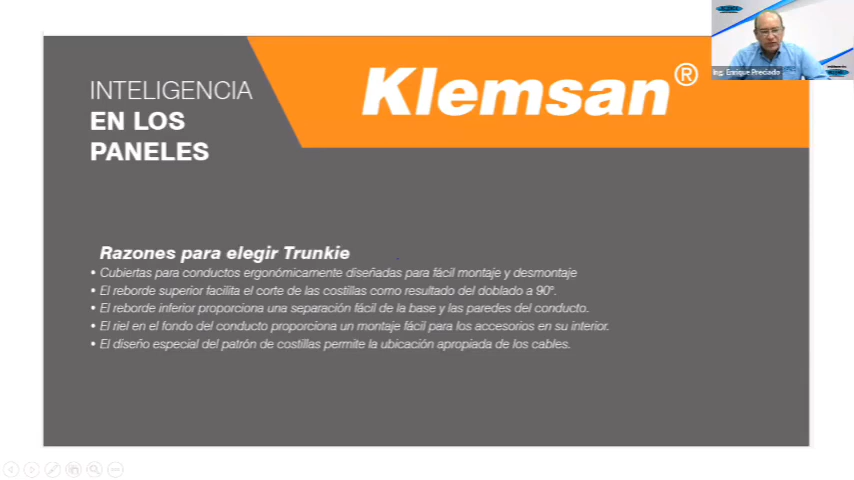 INTELIGENCIA
EN LOS
PANELES
Klemsan®
Ing. Enrique Preciado
Razones para elegir Trunkie
• Cubiertas para conductos ergonómicamente diseñadas para fácil montaje y desmontaje
• El reborde superior facilita el corte de las costillas como resultado del doblado a 90°.
• El reborde inferior proporciona una separación fácil de la base y las paredes del conducto.
• El riel en el fondo del conducto proporciona un montaje fácil para los accesorios en su interior.
• El diseño especial del patrón de costillas permite la ubicación apropiada de los cables.